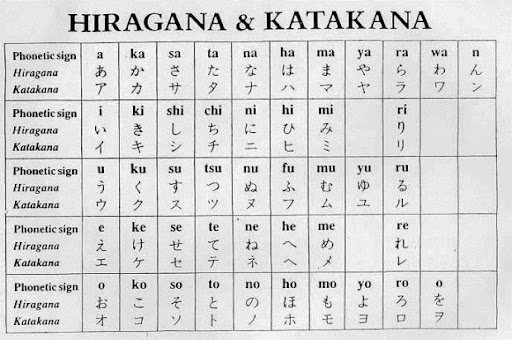 HIRAGANA & KATAKANA
Phonetic sign a ka sa ta na ha ma ya ra wa n
Hiragana あ か さ た な は ま や ら わ ん
Katakana ア カ サ タ ナ ハ マ ヤ ラ ワ ン
Phonetic sign i ki shi chi ni hi mi ri
Hiragana い き し ち に ひ み り
Katakana イ キ シ チ ニ ヒ ミ リ
Phonetic sign u ku su tsu nu fu mu yu ru
Hiragana う く す つ ぬ ふ む ゆ る
Katakana ウ ク ス ツ ヌ フ ム ユ ル
Phonetic sign e ke se te ne he me re
Hiragana え け せ て ね へ め れ
Katakana エ ケ セ テ ネ ヘ メ レ
Phonetic sign o ko so to no ho mo yo ro o
Hiragana お こ そ と の ほ も よ ろ を
Katakana オ コ ソ ト ノ ホ モ ヨ ロ ヲ